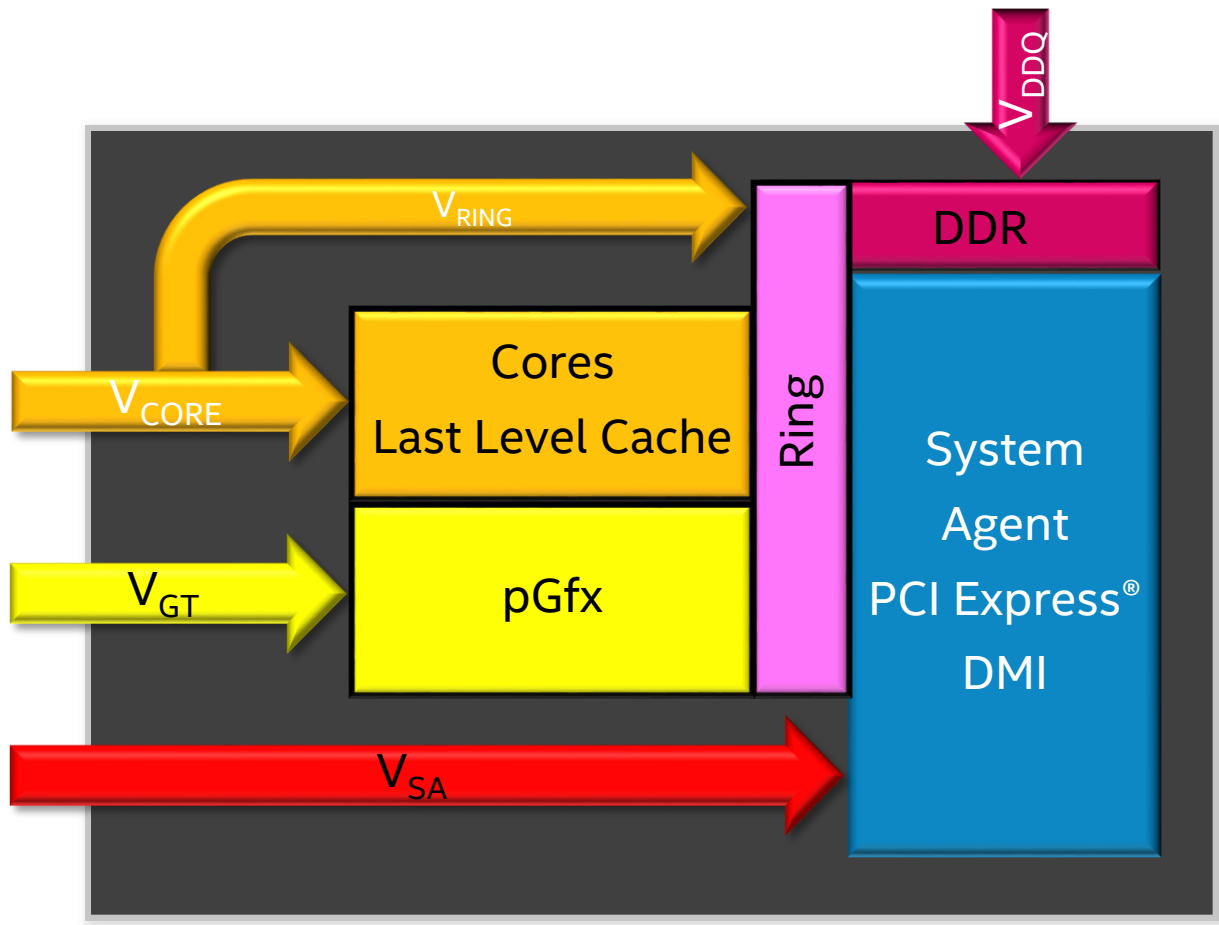 VDDQ
VRING
DDR
VCORE
Cores
Last Level Cache
Ring
System
Agent
PCI Express®
DMI
VGT
pGfx
VSA